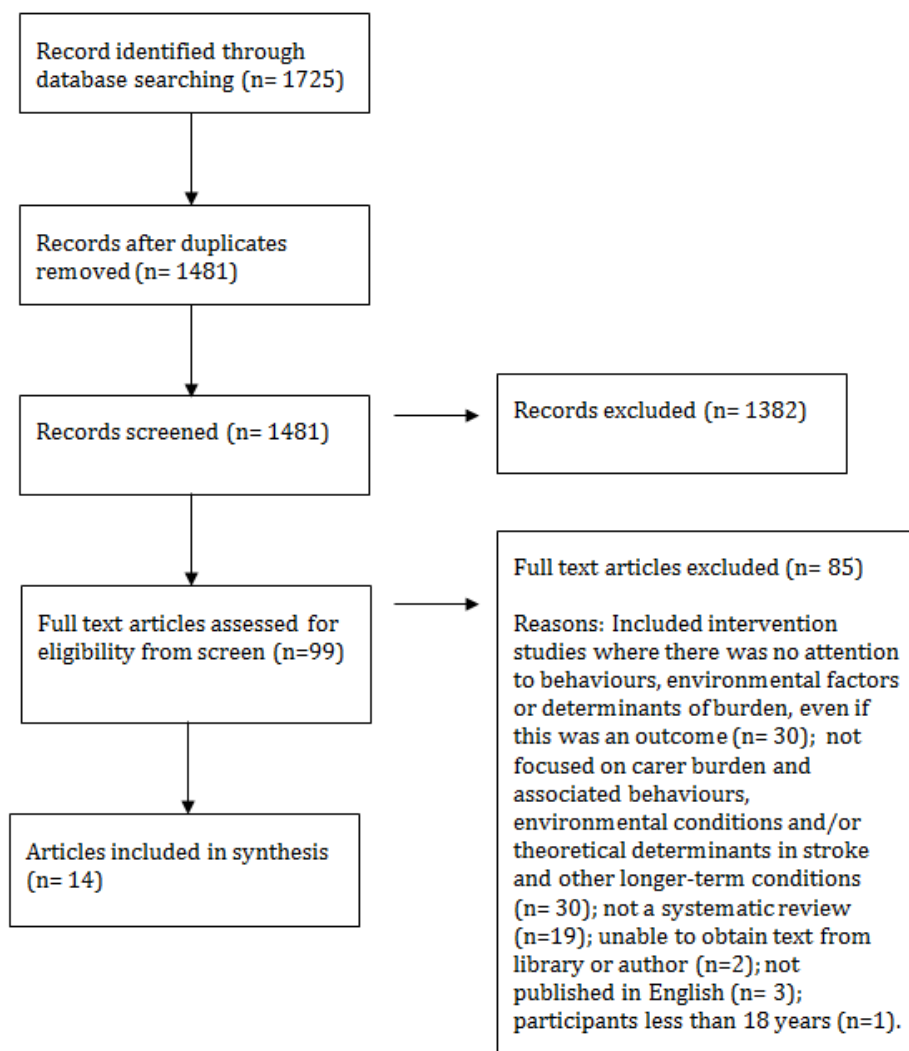 Record identified through
database searching (n= 1725)
Records after duplicates
removed (n= 1481)
Records screened (n= 1481)
Records excluded (n= 1382)
Full text articles assessed for
eligibility from screen (n=99)
Full text articles excluded (n= 85)
Reasons: Included intervention
studies where there was no attention
to behaviours, environmental factors
or determinants of burden, even if
this was an outcome (n= 30); not
focused on carer burden and
associated behaviours,
environmental conditions and/or
theoretical determinants in stroke
and other longer-term conditions
(n= 30); not a systematic review
(n=19); unable to obtain text from
library or author (n=2); not
published in English (n= 3);
participants less than 18 years (n=1).
Articles included in synthesis
(n= 14)